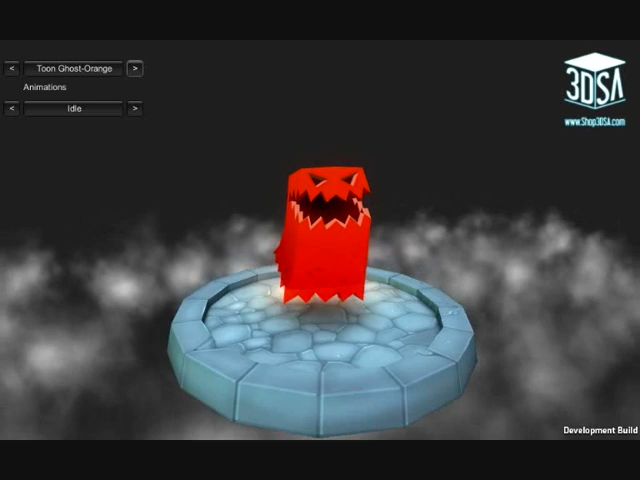 < Toon Ghost-Orange >
Animations
< Idle >
3DSA
www.Shop3DSA.com
Development Build